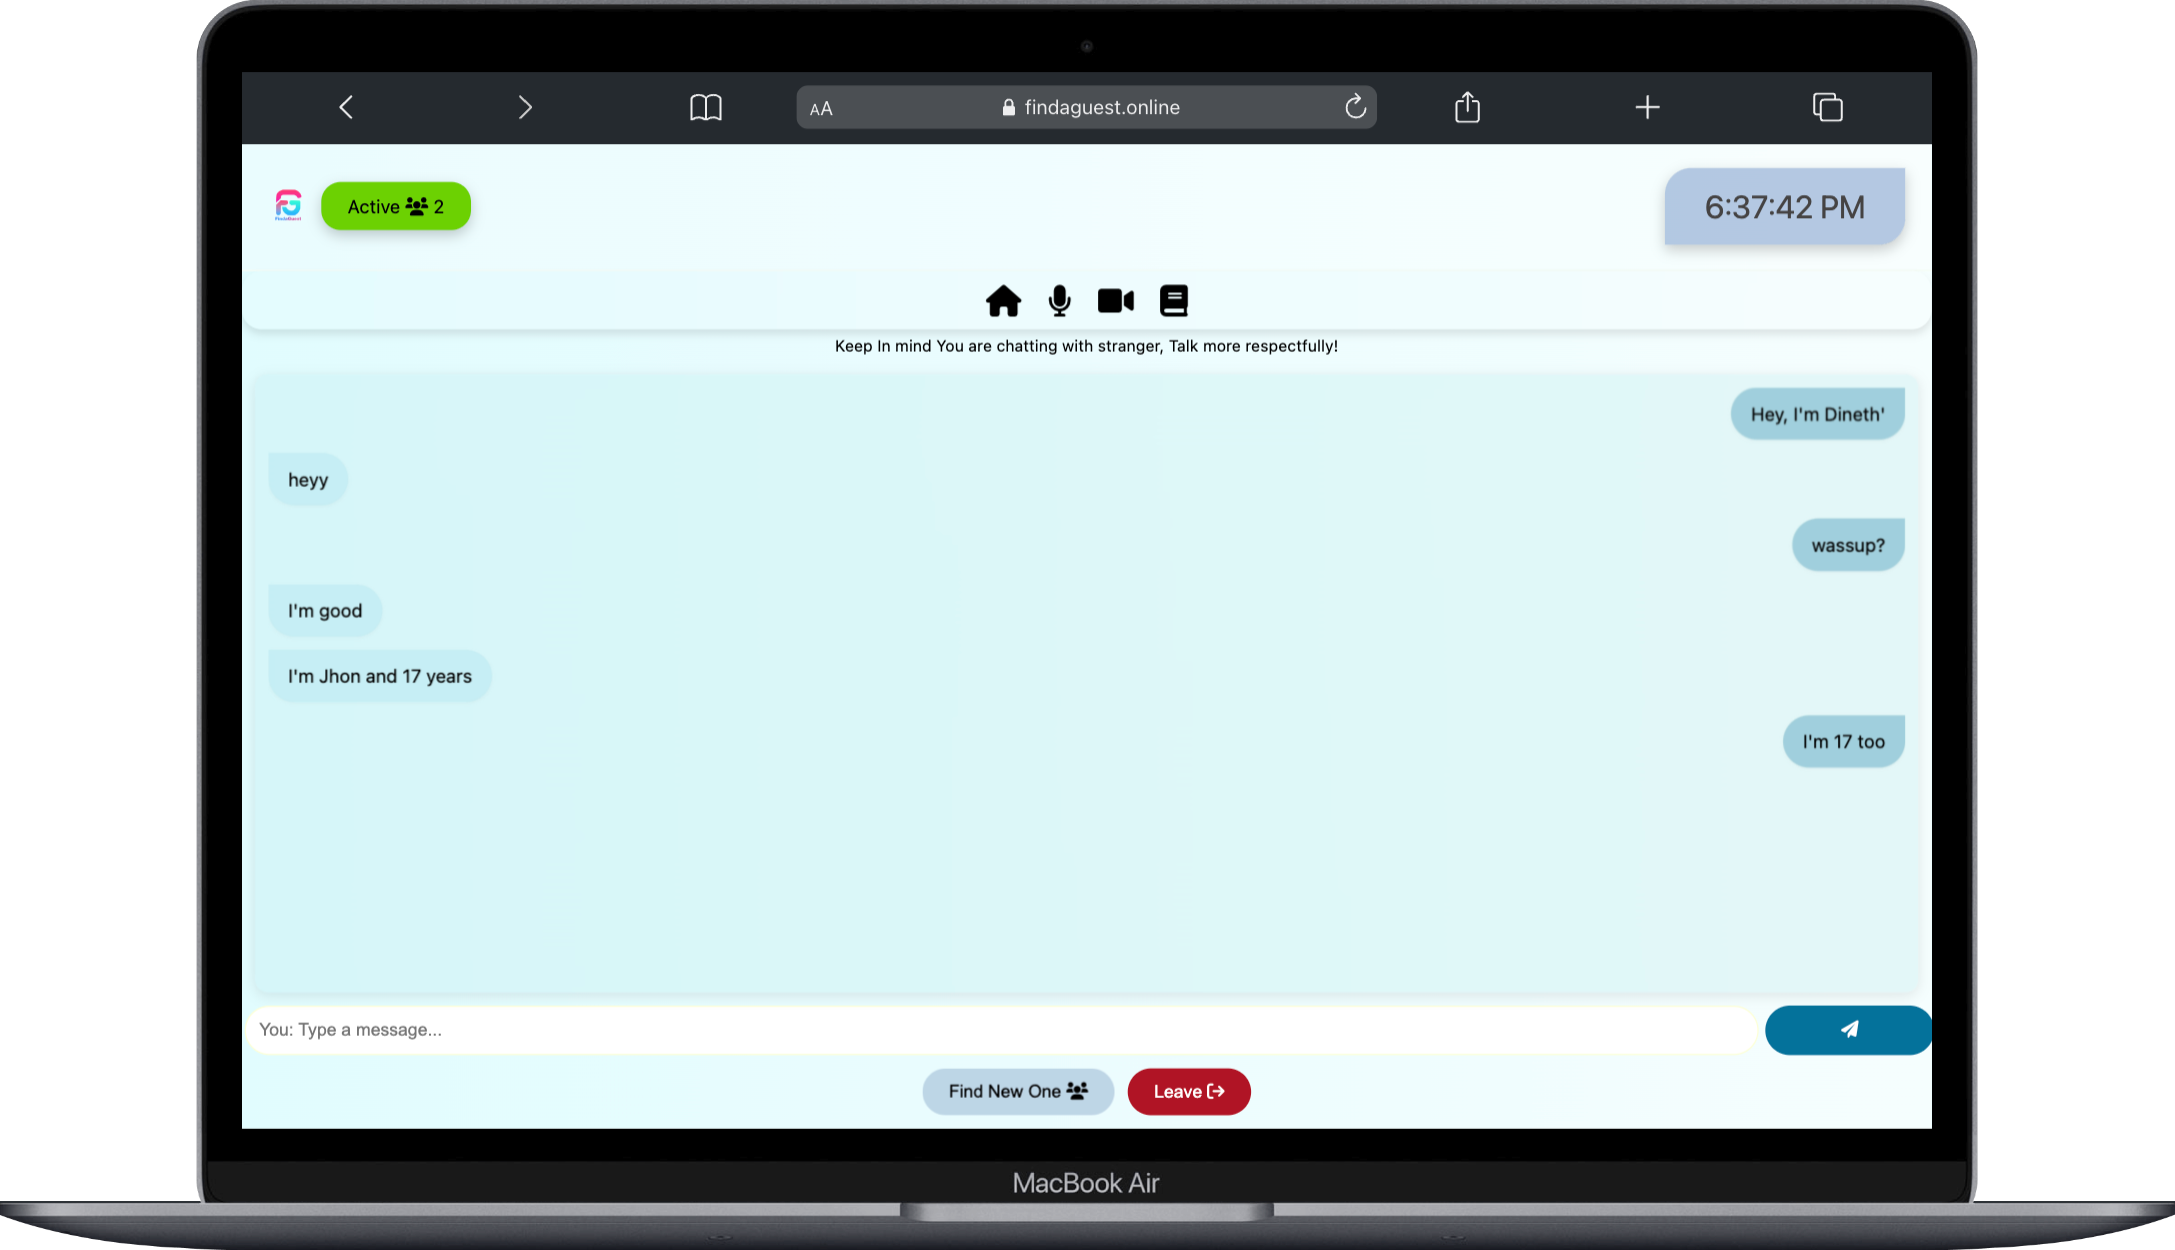 AA findaguest.online
Active 2
6:37:42 PM
Keep In mind You are chatting with stranger, Talk more respectfully!
Hey, I'm Dineth'
heyy
wassup?
I'm good
I'm Jhon and 17 years
I'm 17 too
You: Type a message...
Find New One
Leave
MacBook Air